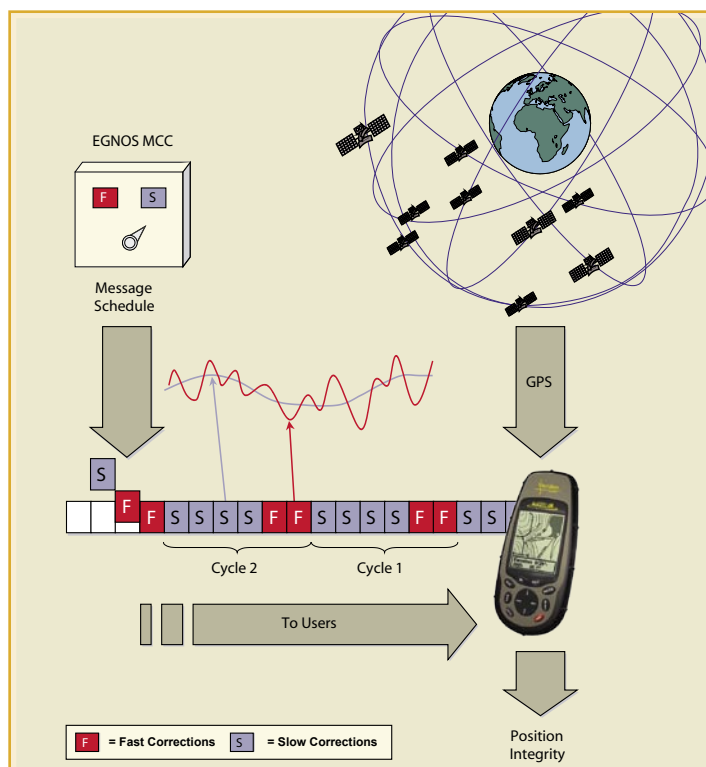 EGNOS MCC
F S
Message
Schedule
GPS
S
F
F S S S S F F S S S S F F S S
Cycle 2 Cycle 1
To Users
F = Fast Corrections S = Slow Corrections
Position
Integrity